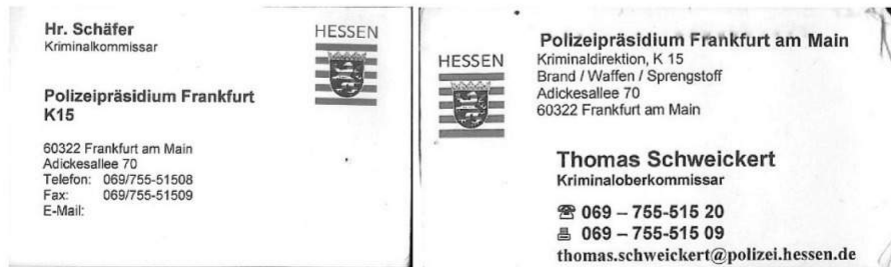 Hr. Schäfer
Kriminalkommissar
HESSEN
Polizeipräsidium Frankfurt
K15
60322 Frankfurt am Main
Adickesallee 70
Telefon: 069/755-51508
Fax: 069/755-51509
E-Mail:
HESSEN
Polizeipräsidium Frankfurt am Main
Kriminaldirektion, K 15
Brand / Waffen / Sprengstoff
Adickesallee 70
60322 Frankfurt am Main
Thomas Schweickert
Kriminaloberkommissar
☎ 069 – 755-515 20
069 – 755-515 09
thomas.schweickert@polizei.hessen.de